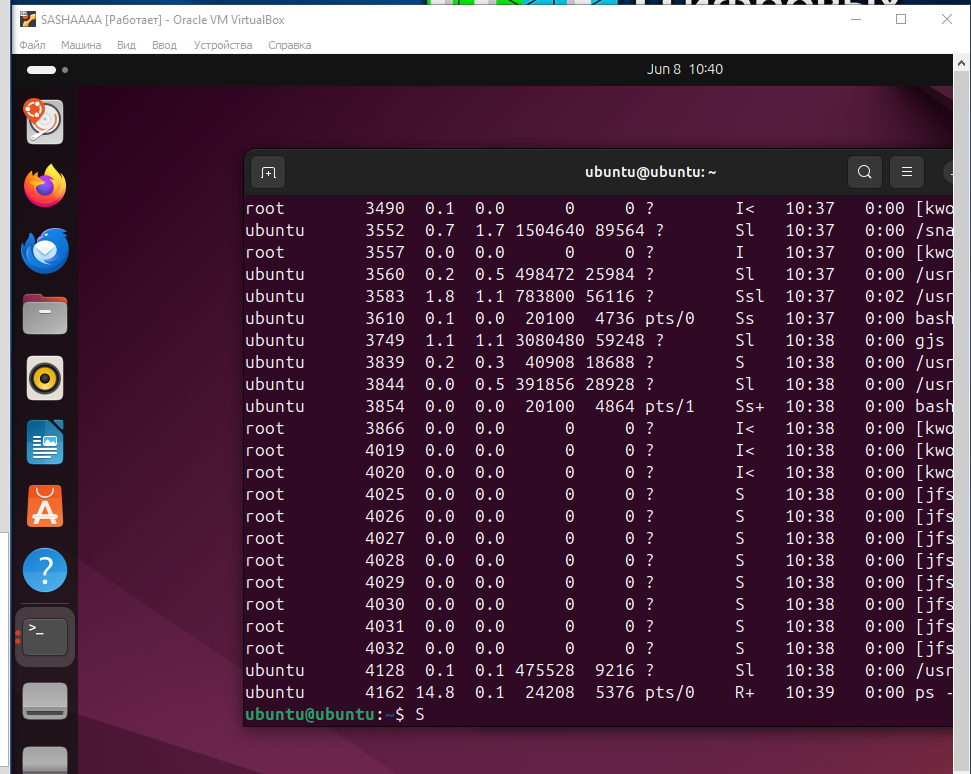 SASHAAAA [Работает] - Oracle VM VirtualBox
Файл Машина Вид Ввод Устройства Справка
Jun 8 10:40
ubuntu@ubuntu: ~
root 3490 0.1 0.0 0 0 ? I< 10:37 0:00 [kwo
ubuntu 3552 0.7 1.7 1504640 89564 ? Sl 10:37 0:00 /sna
root 3557 0.0 0.0 0 0 ? I 10:37 0:00 [kwo
ubuntu 3560 0.2 0.5 498472 25984 ? Sl 10:37 0:00 /usr
ubuntu 3583 1.8 1.1 783800 56116 ? Ssl 10:37 0:02 /usr
ubuntu 3610 0.1 0.0 20100 4736 pts/0 Ss 10:37 0:00 bash
ubuntu 3749 1.1 1.1 3080480 59248 ? Sl 10:38 0:00 gjs
ubuntu 3839 0.2 0.3 40908 18688 ? S 10:38 0:00 /usr
ubuntu 3844 0.0 0.5 391856 28928 ? Sl 10:38 0:00 /usr
ubuntu 3854 0.0 0.0 20100 4864 pts/1 Ss+ 10:38 0:00 bash
root 3866 0.0 0.0 0 0 ? I< 10:38 0:00 [kwo
root 4019 0.0 0.0 0 0 ? I< 10:38 0:00 [kwo
root 4020 0.0 0.0 0 0 ? I< 10:38 0:00 [kwo
root 4025 0.0 0.0 0 0 ? S 10:38 0:00 [jfs
root 4026 0.0 0.0 0 0 ? S 10:38 0:00 [jfs
root 4027 0.0 0.0 0 0 ? S 10:38 0:00 [jfs
root 4028 0.0 0.0 0 0 ? S 10:38 0:00 [jfs
root 4029 0.0 0.0 0 0 ? S 10:38 0:00 [jfs
root 4030 0.0 0.0 0 0 ? S 10:38 0:00 [jfs
root 4031 0.0 0.0 0 0 ? S 10:38 0:00 [jfs
root 4032 0.0 0.0 0 0 ? S 10:38 0:00 [jfs
ubuntu 4128 0.1 0.1 475528 9216 ? Sl 10:38 0:00 /usr
ubuntu 4162 14.8 0.1 24208 5376 pts/0 R+ 10:39 0:00 ps -
ubuntu@ubuntu:~$ S